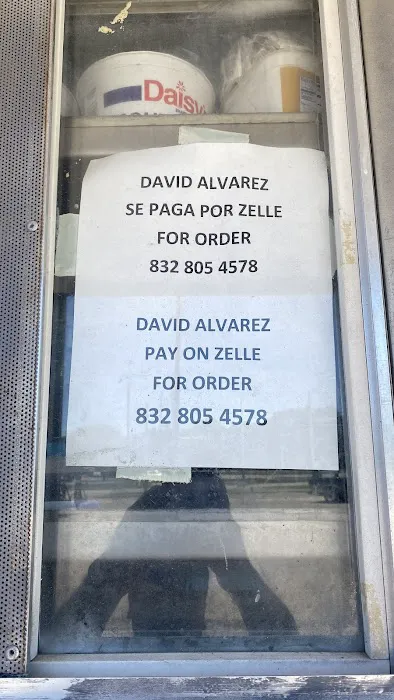 Daisy
DAVID ALVAREZ
SE PAGA POR ZELLE
FOR ORDER
832 805 4578
DAVID ALVAREZ
PAY ON ZELLE
FOR ORDER
832 805 4578